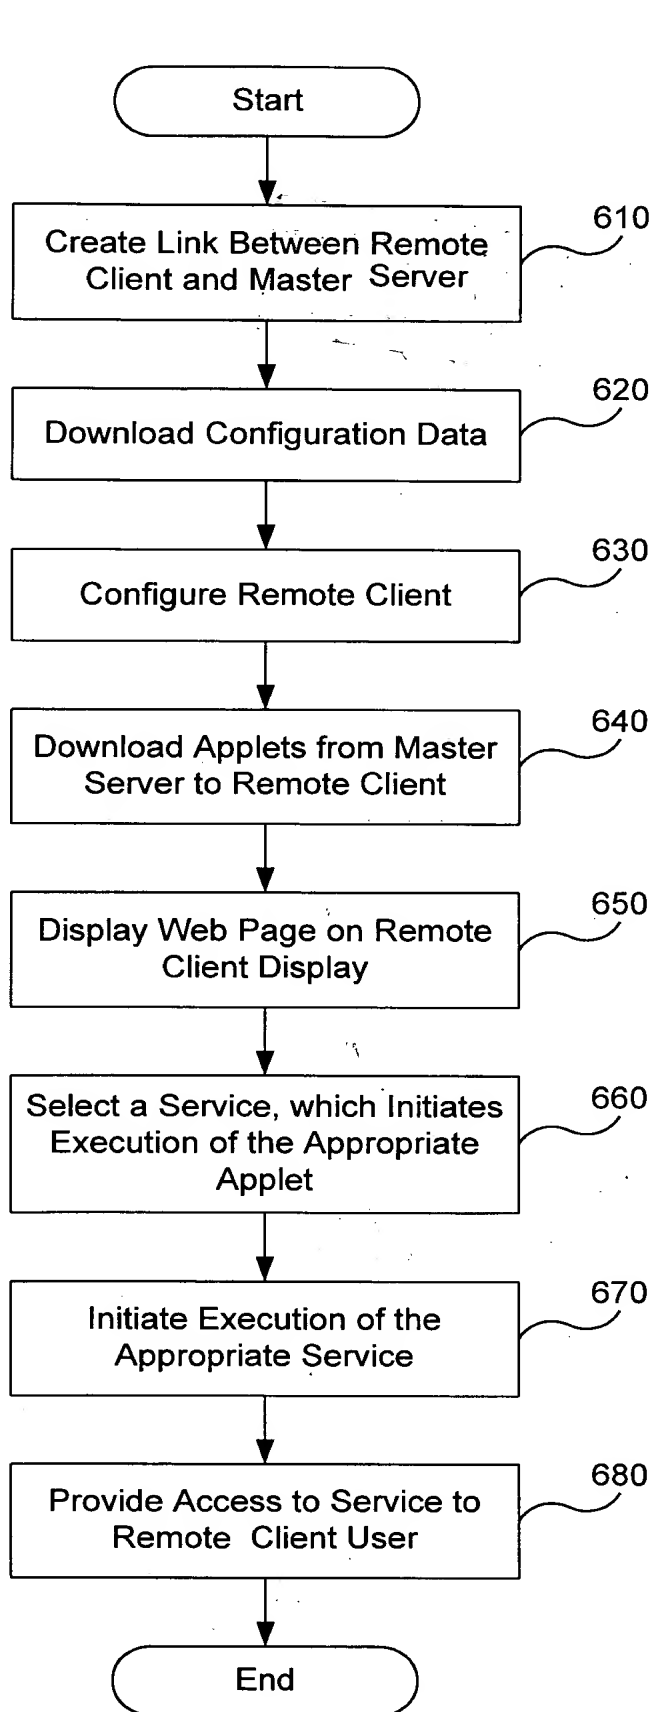 Start
610
Create Link Between Remote
Client and Master Server
620
Download Configuration Data
630
Configure Remote Client
640
Download Applets from Master
Server to Remote Client
650
Display Web Page on Remote
Client Display
660
Select a Service, which Initiates
Execution of the Appropriate
Applet
670
Initiate Execution of the
Appropriate Service
680
Provide Access to Service to
Remote Client User
End